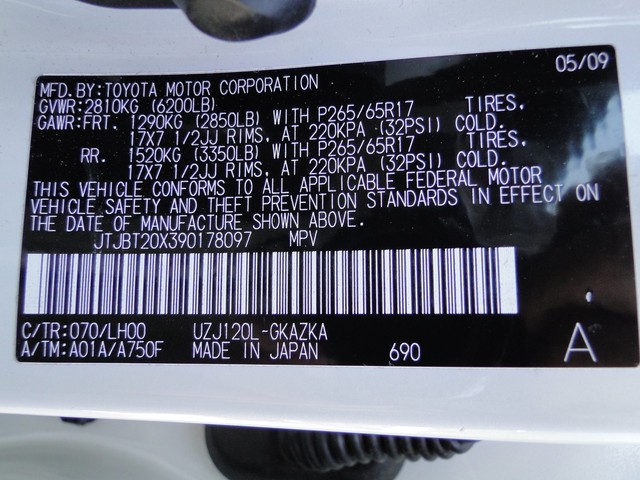 05/09
MFD. BY: TOYOTA MOTOR CORPORATION
GVWR: 2810KG (6200LB)
GAWR: FRT. 1290KG (2850LB) WITH P265/65R17 TIRES,
17X7 1/2JJ RIMS, AT 220KPA (32PSI) COLD.
RR. 1520KG (3350LB) WITH P265/65R17 TIRES,
17X7 1/2JJ RIMS, AT 220KPA (32PSI) COLD.
THIS VEHICLE CONFORMS TO ALL APPLICABLE FEDERAL MOTOR
VEHICLE SAFETY AND THEFT PREVENTION STANDARDS IN EFFECT ON
THE DATE OF MANUFACTURE SHOWN ABOVE.
JTJBT20X390178097 MPV
C/TR: 070/LH00 UZJ120L-GKAZKA
A/TM: A01A/A750F MADE IN JAPAN 690 A